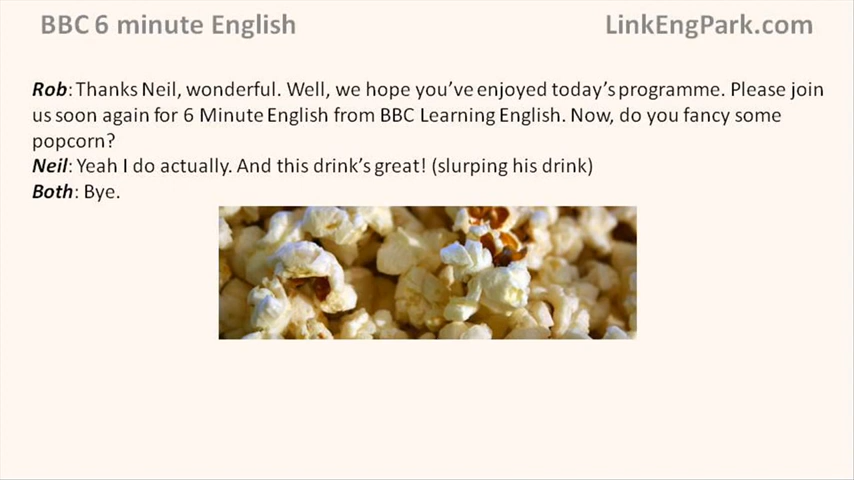 BBC 6 minute English
LinkEngPark.com
Rob: Thanks Neil, wonderful. Well, we hope you've enjoyed today's programme. Please join
us soon again for 6 Minute English from BBC Learning English. Now, do you fancy some
popcorn?
Neil: Yeah I do actually. And this drink's great! (slurping his drink)
Both: Bye.